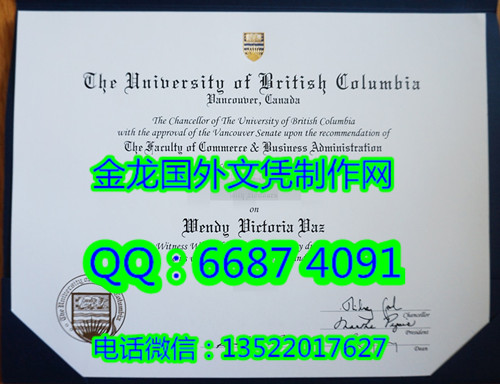 The University of British Columbia
Vancouver, Canada
The Chancellor of The University of British Columbia
with the approval of the Vancouver Senate upon the recommendation of
The Faculty of Commerce & Business Administration
金龙国外文凭制作网
on
Wendy Victoria Vaz
Witness
QQ：6687 4091
Chancellor
President
电话微信：13522017627